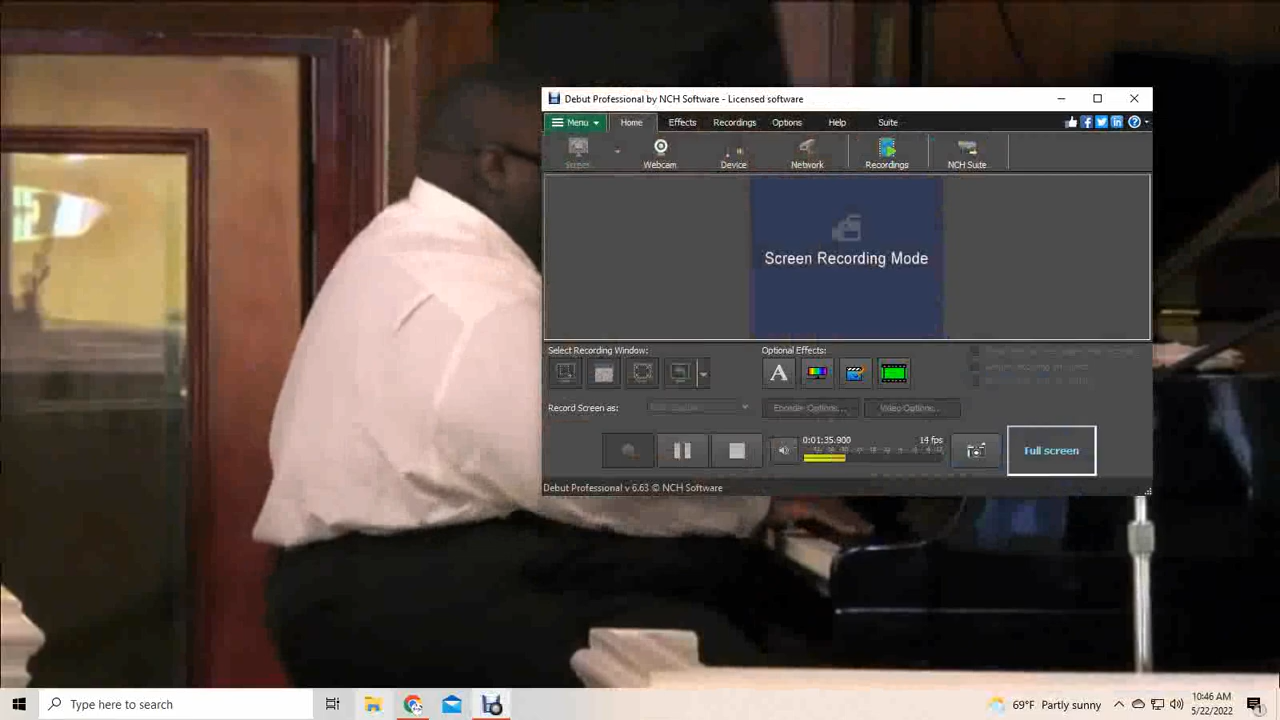 Debut Professional by NCH Software - Licensed software
Menu Home Effects Recordings Options Help Suite
Screen Webcam Device Network Recordings NCH Suite
Screen Recording Mode
Select Recording Window: Optional Effects:
Record Screen as: Encoder Options... Video Options...
0:01:35.900 14 fps
Full screen
Debut Professional v 6.63 © NCH Software
Type here to search
69°F Partly sunny
10:46 AM
5/22/2022